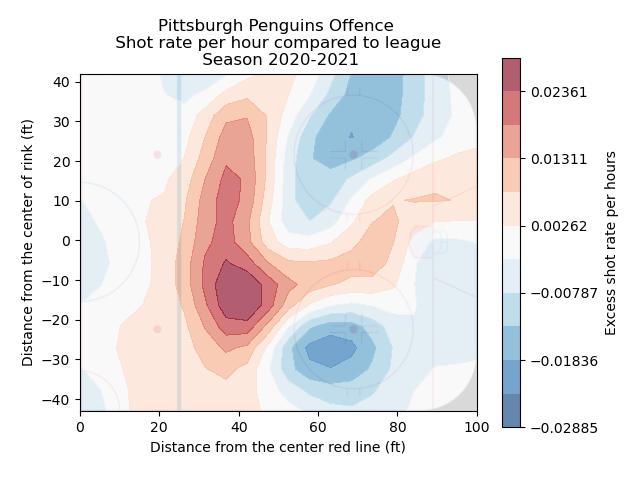 Pittsburgh Penguins Offence
Shot rate per hour compared to league
Season 2020-2021
Distance from the center of rink (ft)
40
30
20
10
0
−10
−20
−30
−40
0 20 40 60 80 100
Distance from the center red line (ft)
0.02361
0.01311
0.00262
−0.00787
−0.01836
−0.02885
Excess shot rate per hours